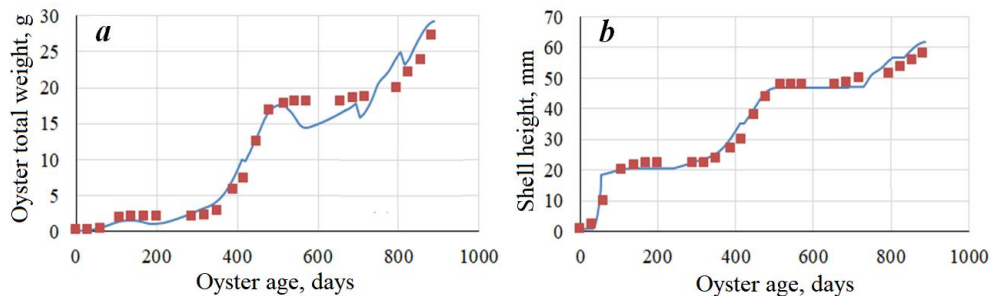 a
Oyster total weight, g
30
25
20
15
10
5
0
0 200 400 600 800 1000
Oyster age, days
b
Shell height, mm
70
60
50
40
30
20
10
0
0 200 400 600 800 1000
Oyster age, days